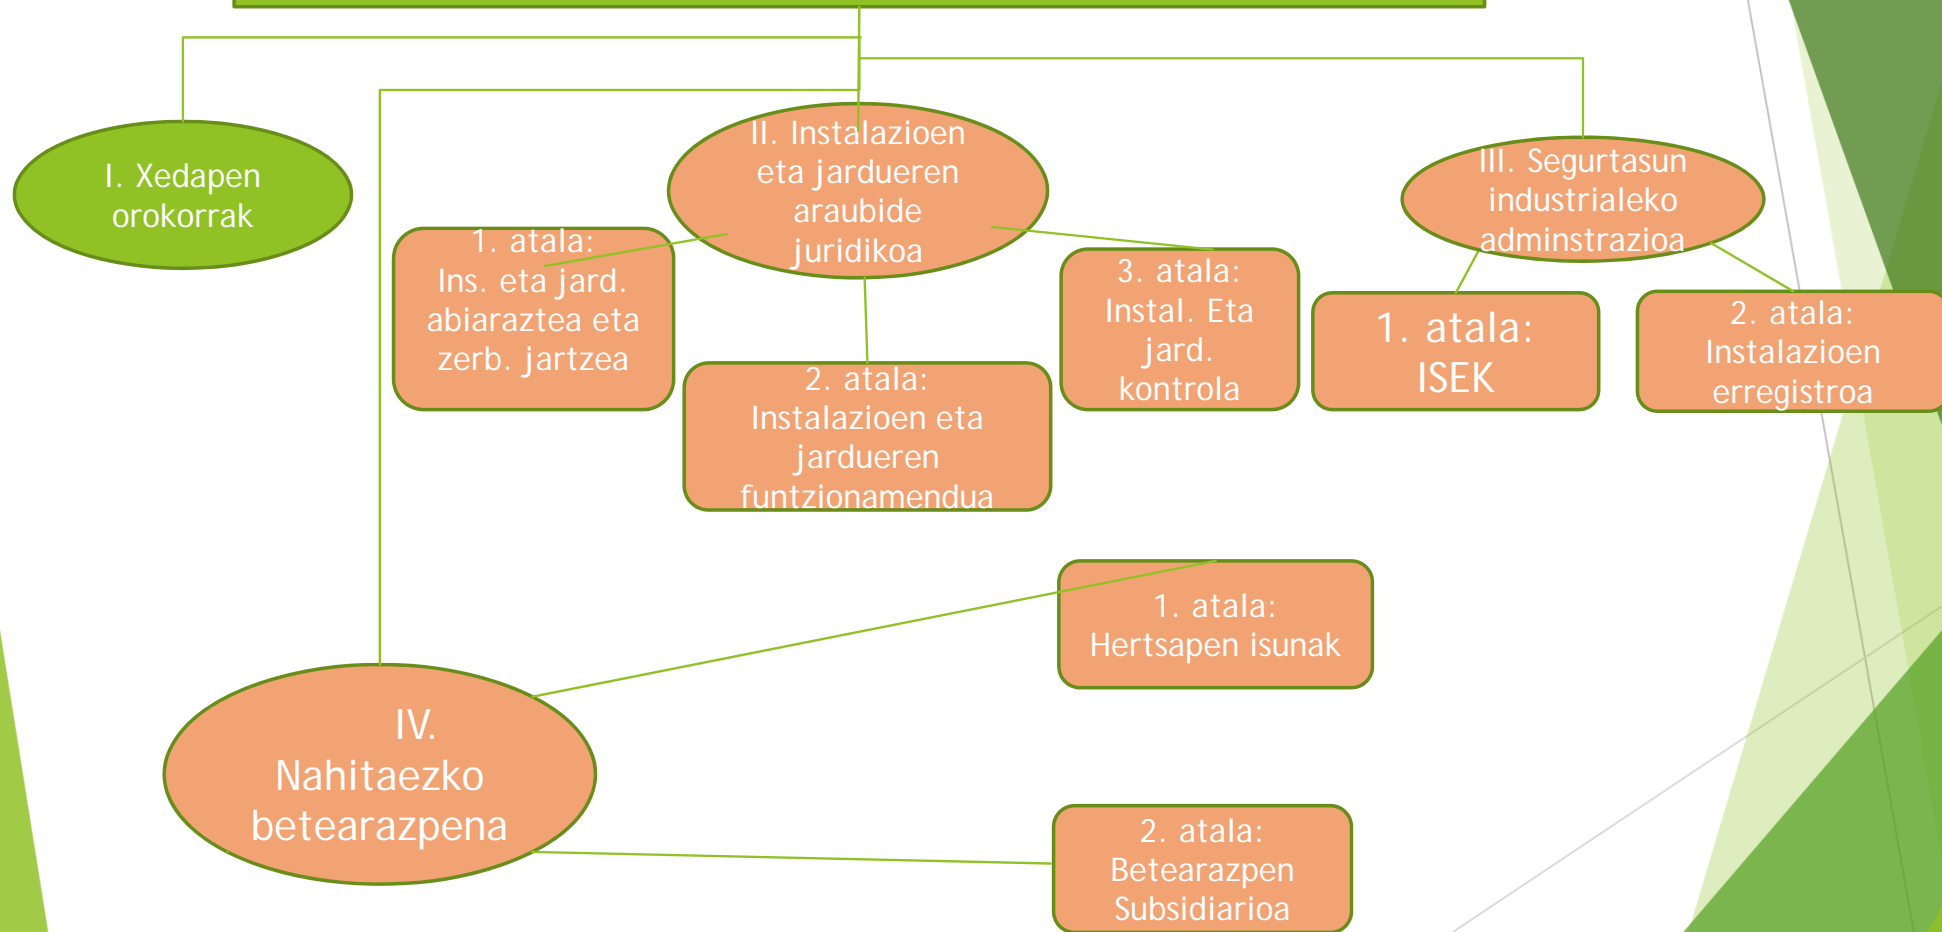 I. Xedapen
orokorrak
II. Instalazioen
eta jardueren
araubide
juridikoa
III. Segurtasun
industrialeko
adminstrazioa
1. atala:
Ins. eta jard.
abiaraztea eta
zerb. jartzea
2. atala:
Instalazioen eta
jardueren
funtzionamendua
3. atala:
Instal. Eta
jard.
kontrola
1. atala:
ISEK
2. atala:
Instalazioen
erregistroa
IV.
Nahitaezko
betearazpena
1. atala:
Hertsapen isunak
2. atala:
Betearazpen
Subsidiarioa